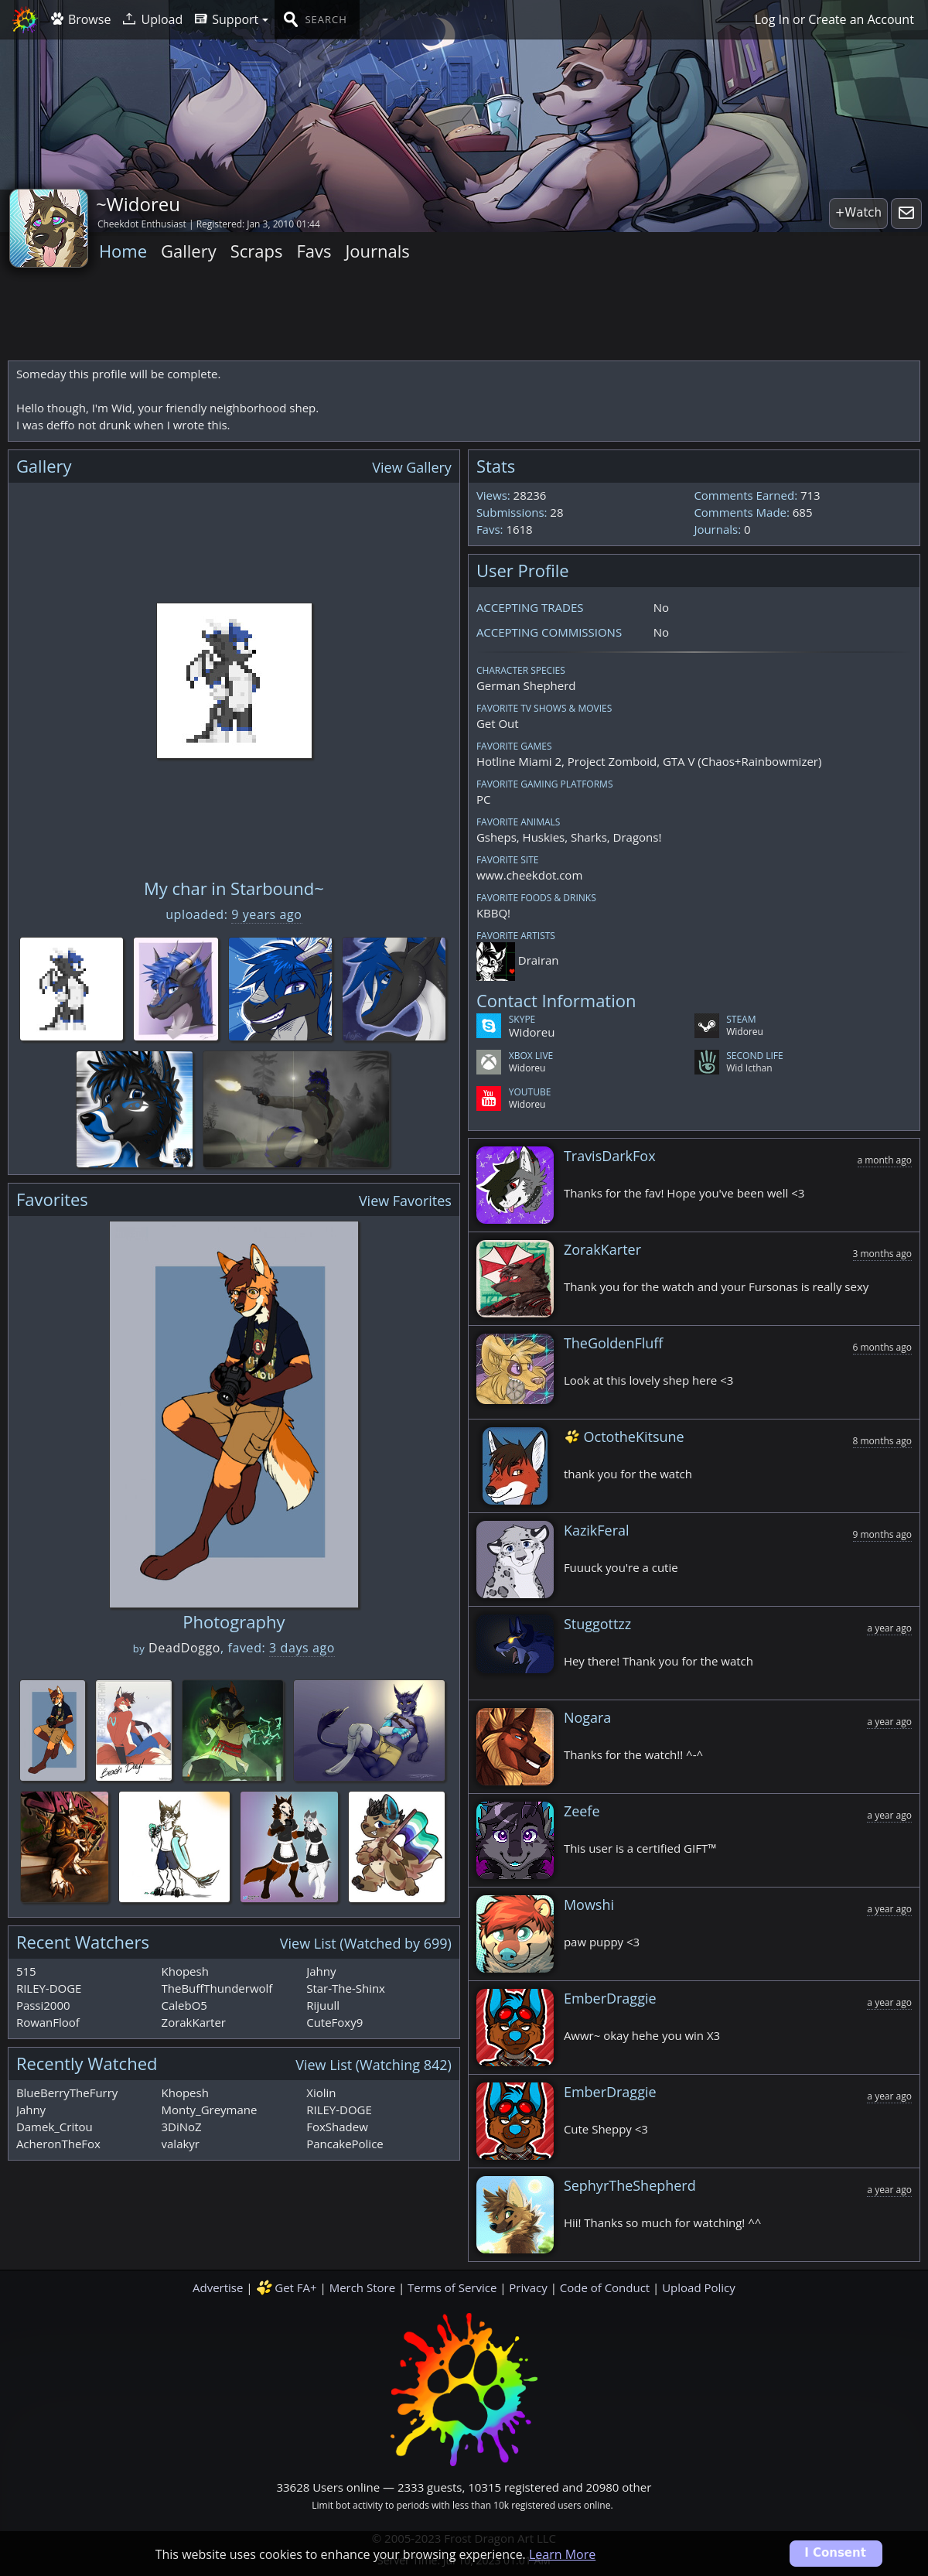 Browse Upload Support SEARCH Log In or Create an Account
~Widoreu
Cheekdot Enthusiast | Registered: Jan 3, 2010 01:44
+Watch
Home Gallery Scraps Favs Journals
Someday this profile will be complete.
Hello though, I'm Wid, your friendly neighborhood shep.
I was deffo not drunk when I wrote this.
Gallery View Gallery
My char in Starbound~
uploaded: 9 years ago
Favorites View Favorites
Photography
by DeadDoggo, faved: 3 days ago
Beach Day!
Recent Watchers View List (Watched by 699)
515 Khopesh Jahny
RILEY-DOGE TheBuffThunderwolf Star-The-Shinx
Passi2000 CalebO5 Rijuull
RowanFloof ZorakKarter CuteFoxy9
Recently Watched View List (Watching 842)
BlueBerryTheFurry Khopesh Xiolin
Jahny Monty_Greymane RILEY-DOGE
Damek_Critou 3DiNoZ FoxShadew
AcheronTheFox valakyr PancakePolice
Stats
Views: 28236 Comments Earned: 713
Submissions: 28 Comments Made: 685
Favs: 1618 Journals: 0
User Profile
ACCEPTING TRADES No
ACCEPTING COMMISSIONS No
CHARACTER SPECIES
German Shepherd
FAVORITE TV SHOWS & MOVIES
Get Out
FAVORITE GAMES
Hotline Miami 2, Project Zomboid, GTA V (Chaos+Rainbowmizer)
FAVORITE GAMING PLATFORMS
PC
FAVORITE ANIMALS
Gsheps, Huskies, Sharks, Dragons!
FAVORITE SITE
www.cheekdot.com
FAVORITE FOODS & DRINKS
KBBQ!
FAVORITE ARTISTS
Drairan
Contact Information
SKYPE STEAM
Widoreu Widoreu
XBOX LIVE SECOND LIFE
Widoreu Wid Icthan
You Tube YOUTUBE
Widoreu
TravisDarkFox a month ago
Thanks for the fav! Hope you've been well <3
ZorakKarter 3 months ago
Thank you for the watch and your Fursonas is really sexy
TheGoldenFluff 6 months ago
Look at this lovely shep here <3
OctotheKitsune 8 months ago
thank you for the watch
KazikFeral 9 months ago
Fuuuck you're a cutie
Stuggottzz a year ago
Hey there! Thank you for the watch
Nogara a year ago
Thanks for the watch!! ^-^
Zeefe a year ago
This user is a certified GIFT™
Mowshi a year ago
paw puppy <3
EmberDraggie a year ago
Awwr~ okay hehe you win X3
EmberDraggie a year ago
Cute Sheppy <3
SephyrTheShepherd a year ago
Hii! Thanks so much for watching! ^^
Advertise | Get FA+ | Merch Store | Terms of Service | Privacy | Code of Conduct | Upload Policy
33628 Users online — 2333 guests, 10315 registered and 20980 other
Limit bot activity to periods with less than 10k registered users online.
© 2005-2023 Frost Dragon Art LLC
This website uses cookies to enhance your browsing experience. Learn More
I Consent